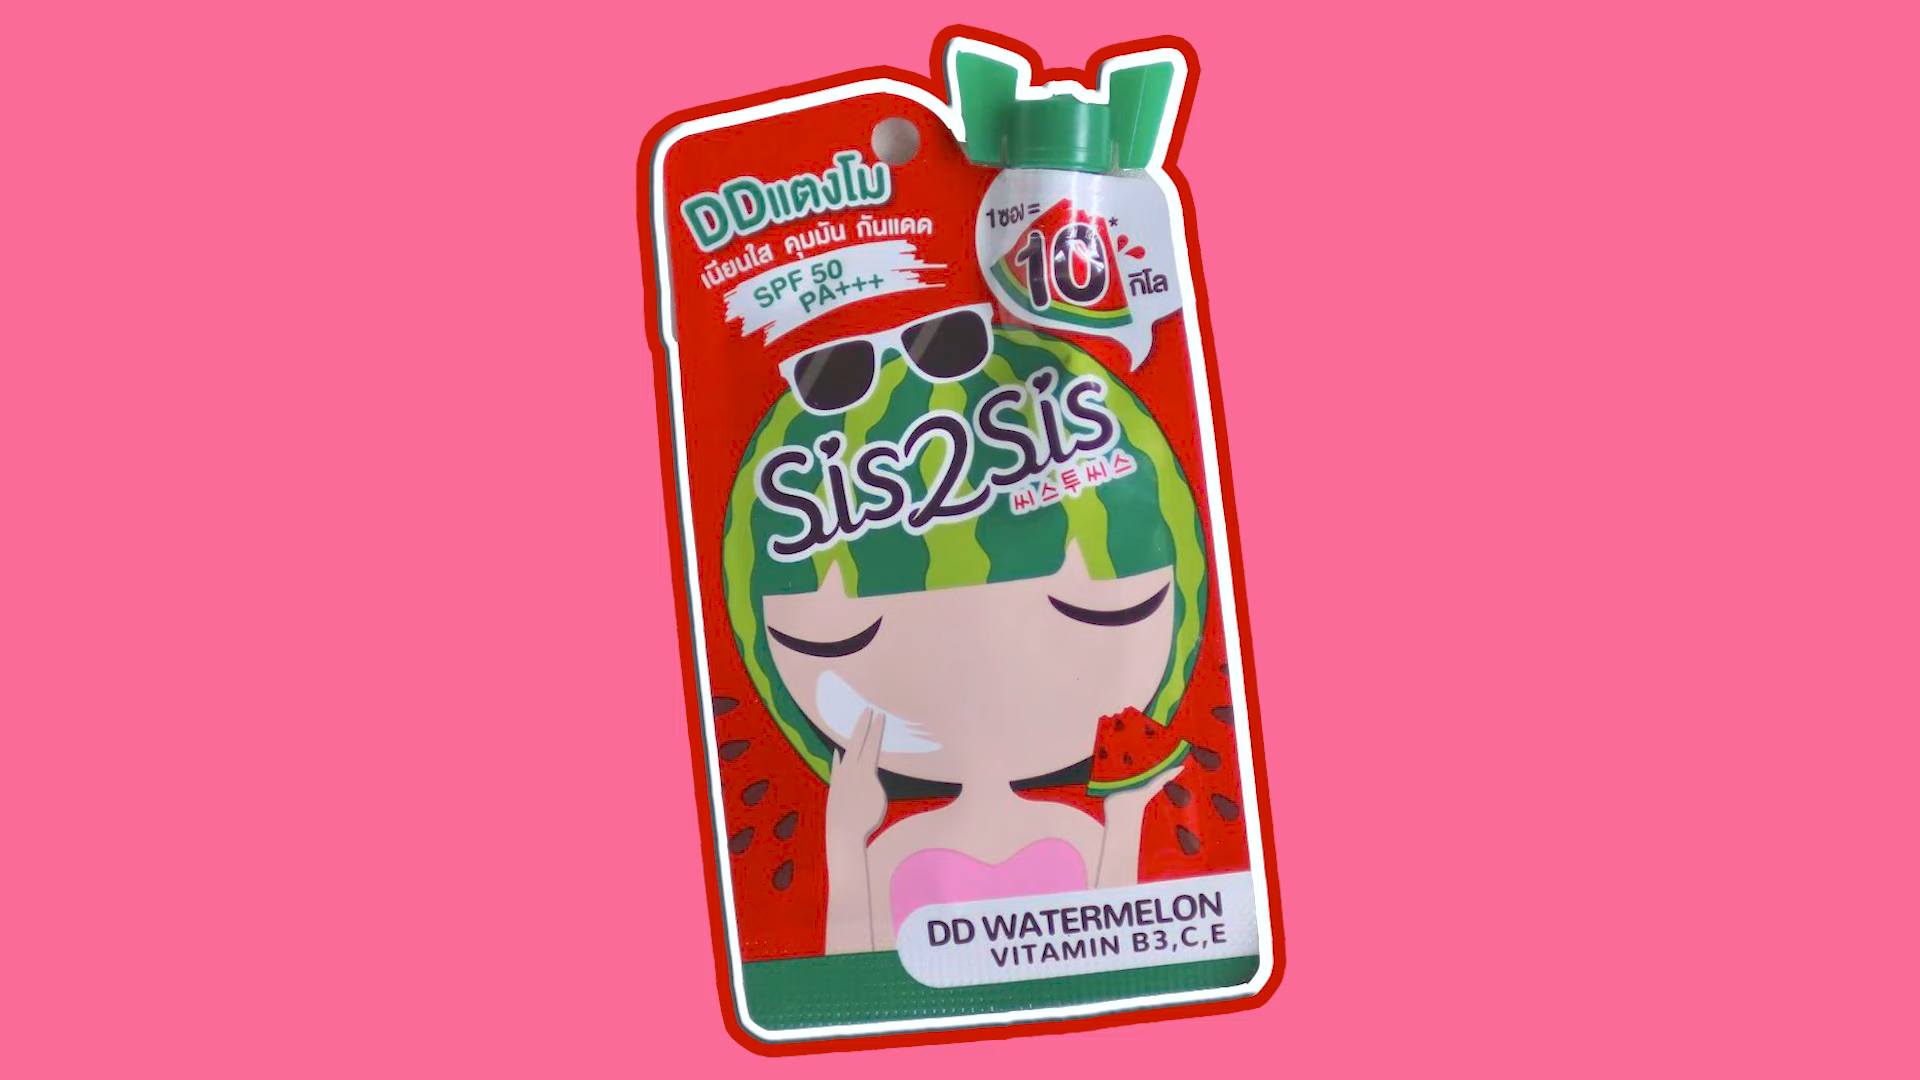 DDแตงโม
เนียนใส คุมมัน กันแดด
SPF 50
PA+++
1ซอง =
10*
กิโล
Sis2Sis
씨스투씨스
DD WATERMELON
VITAMIN B3,C,E